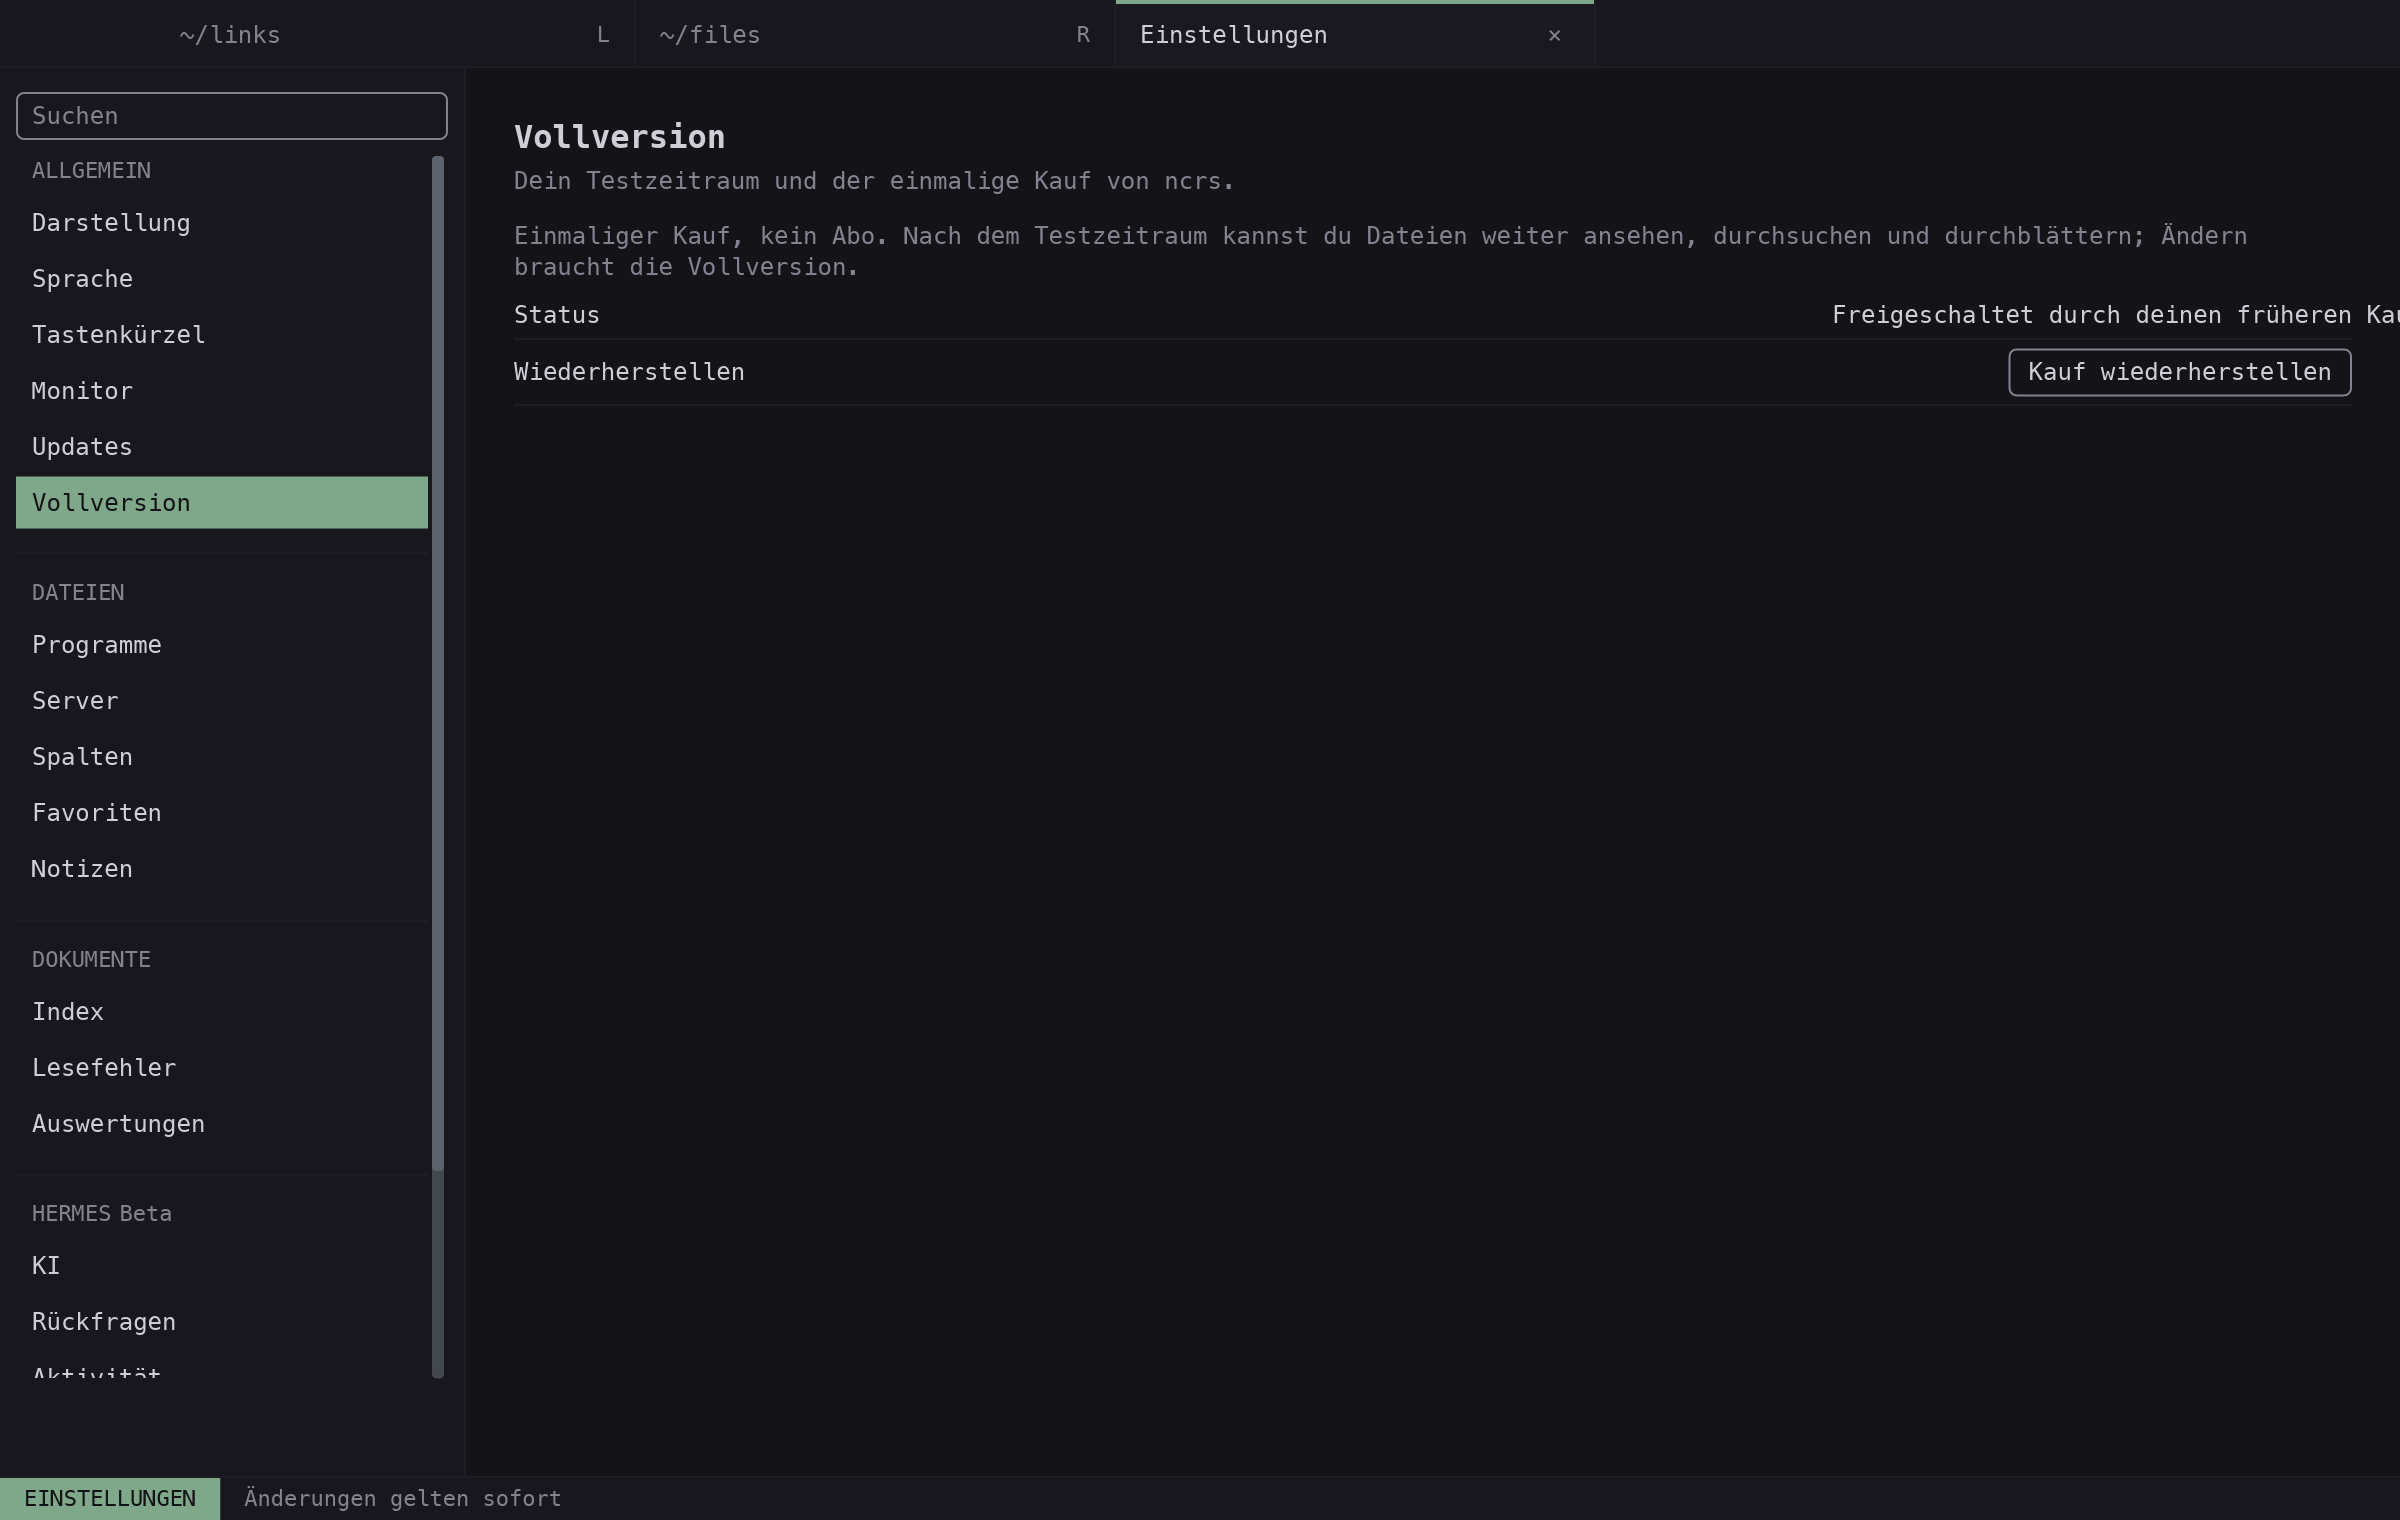 ~/links L ~/files R Einstellungen ×
Suchen
ALLGEMEIN
Darstellung
Sprache
Tastenkürzel
Monitor
Updates
Vollversion
DATEIEN
Programme
Server
Spalten
Favoriten
Notizen
DOKUMENTE
Index
Lesefehler
Auswertungen
HERMES Beta
KI
Rückfragen
Aktivität
Vollversion
Dein Testzeitraum und der einmalige Kauf von ncrs.
Einmaliger Kauf, kein Abo. Nach dem Testzeitraum kannst du Dateien weiter ansehen, durchsuchen und durchblättern; Ändern
braucht die Vollversion.
Status Freigeschaltet durch deinen früheren
Wiederherstellen Kauf wiederherstellen
EINSTELLUNGEN Änderungen gelten sofort